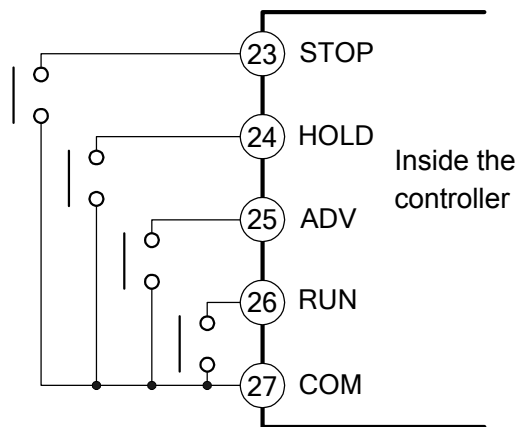 23 STOP
24 HOLD
Inside the
controller
25 ADV
26 RUN
27 COM